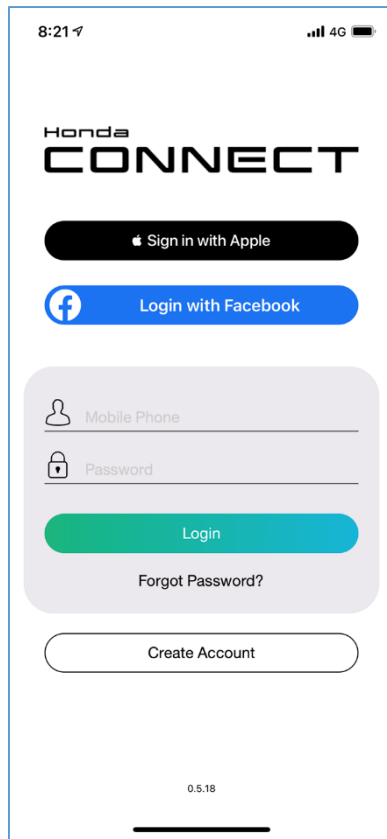 8:21
4G
Honda
CONNECT
Sign in with Apple
Login with Facebook
Mobile Phone
Password
Login
Forgot Password?
Create Account
0.5.18